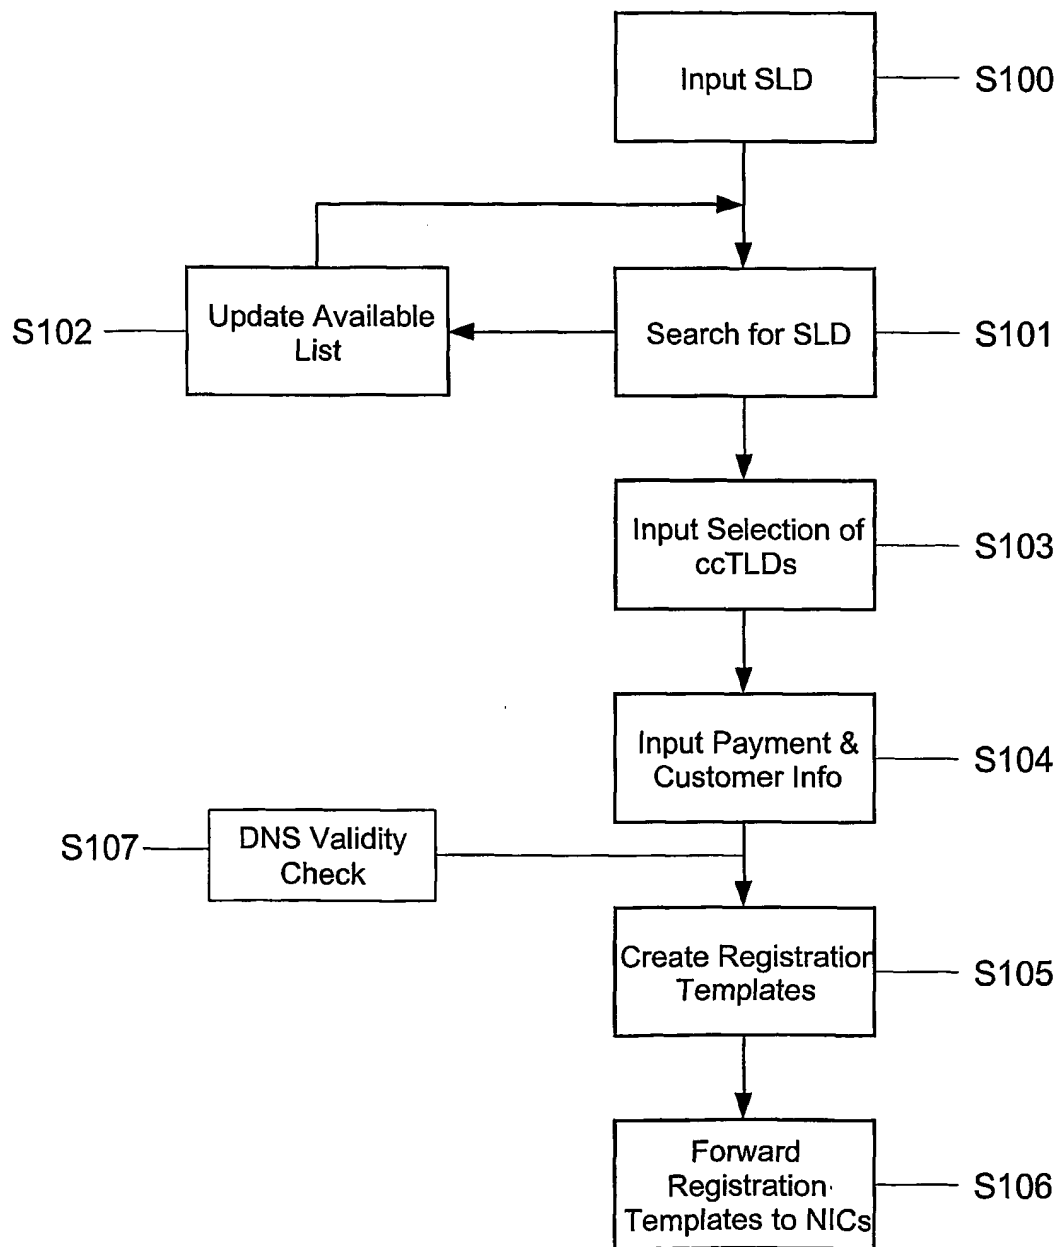 Input SLD
S100
Update Available
List
S102
Search for SLD
S101
Input Selection of
ccTLDs
S103
Input Payment &
Customer Info
S104
S107
DNS Validity
Check
Create Registration
Templates
S105
Forward
Registration
Templates to NICs
S106